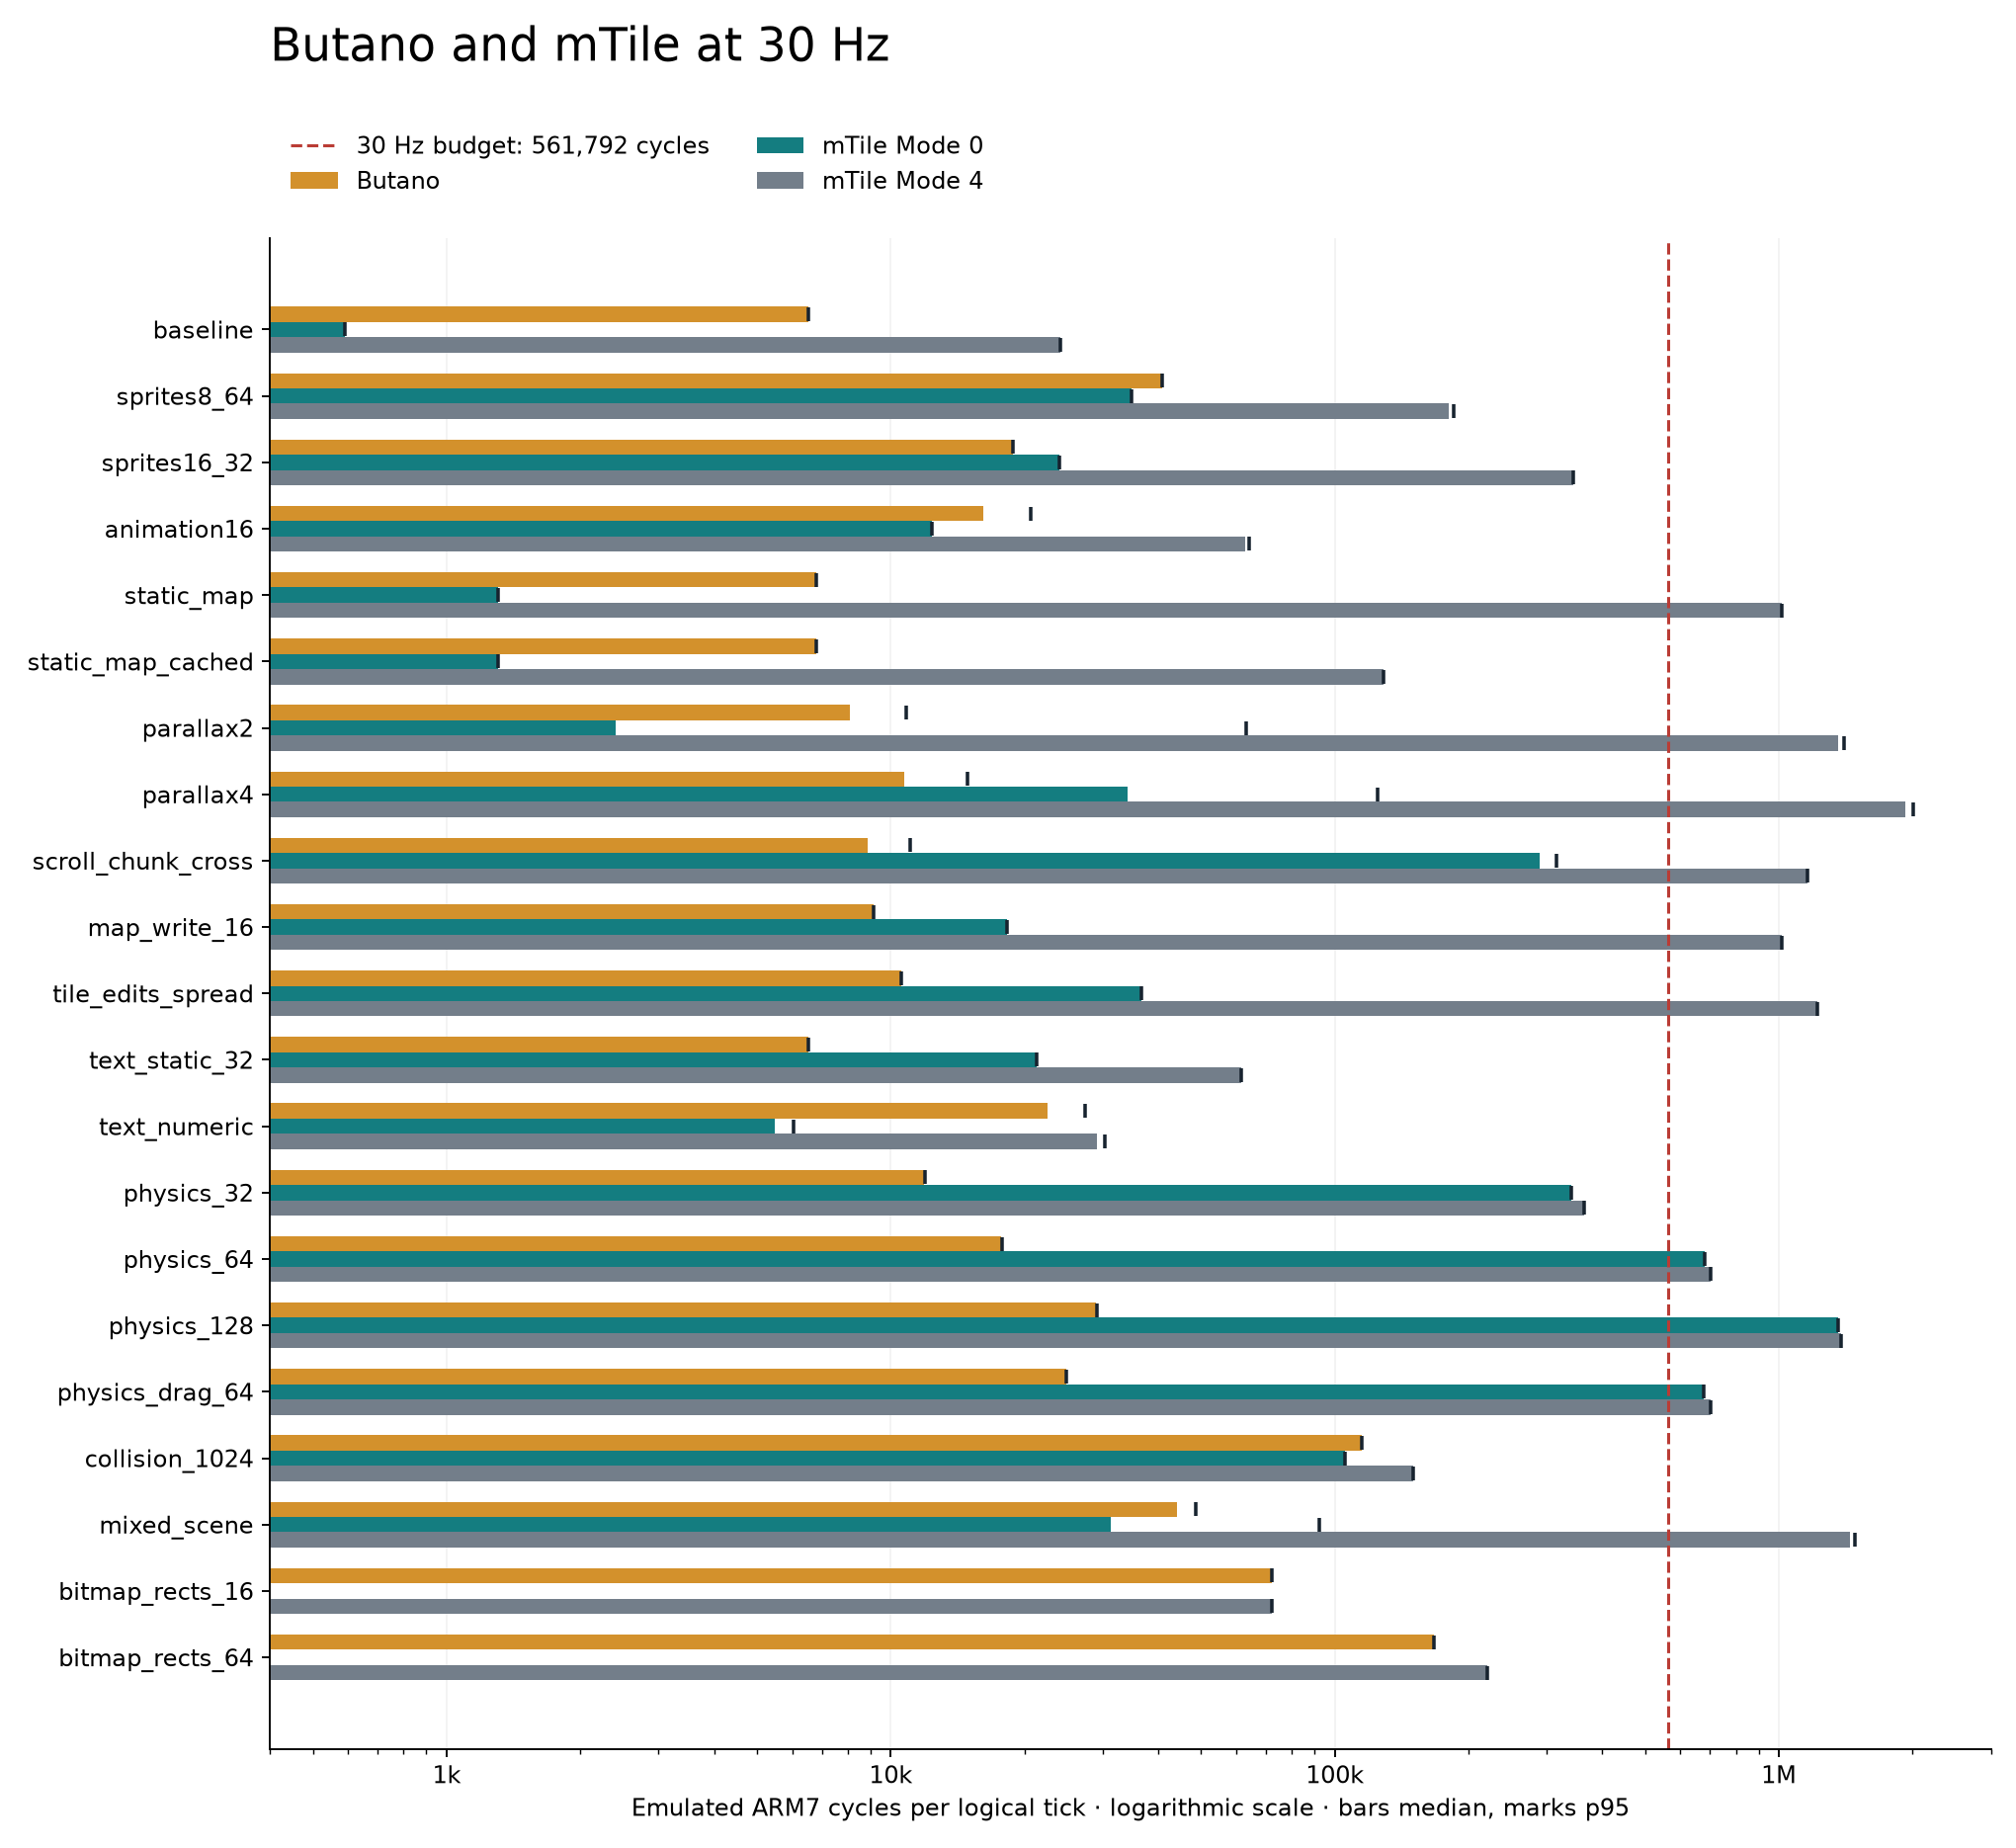 Butano and mTile at 30 Hz
30 Hz budget: 561,792 cycles
Butano
mTile Mode 0
mTile Mode 4
baseline
sprites8_64
sprites16_32
animation16
static_map
static_map_cached
parallax2
parallax4
scroll_chunk_cross
map_write_16
tile_edits_spread
text_static_32
text_numeric
physics_32
physics_64
physics_128
physics_drag_64
collision_1024
mixed_scene
bitmap_rects_16
bitmap_rects_64
1k 10k 100k 1M
Emulated ARM7 cycles per logical tick · logarithmic scale · bars median, marks p95